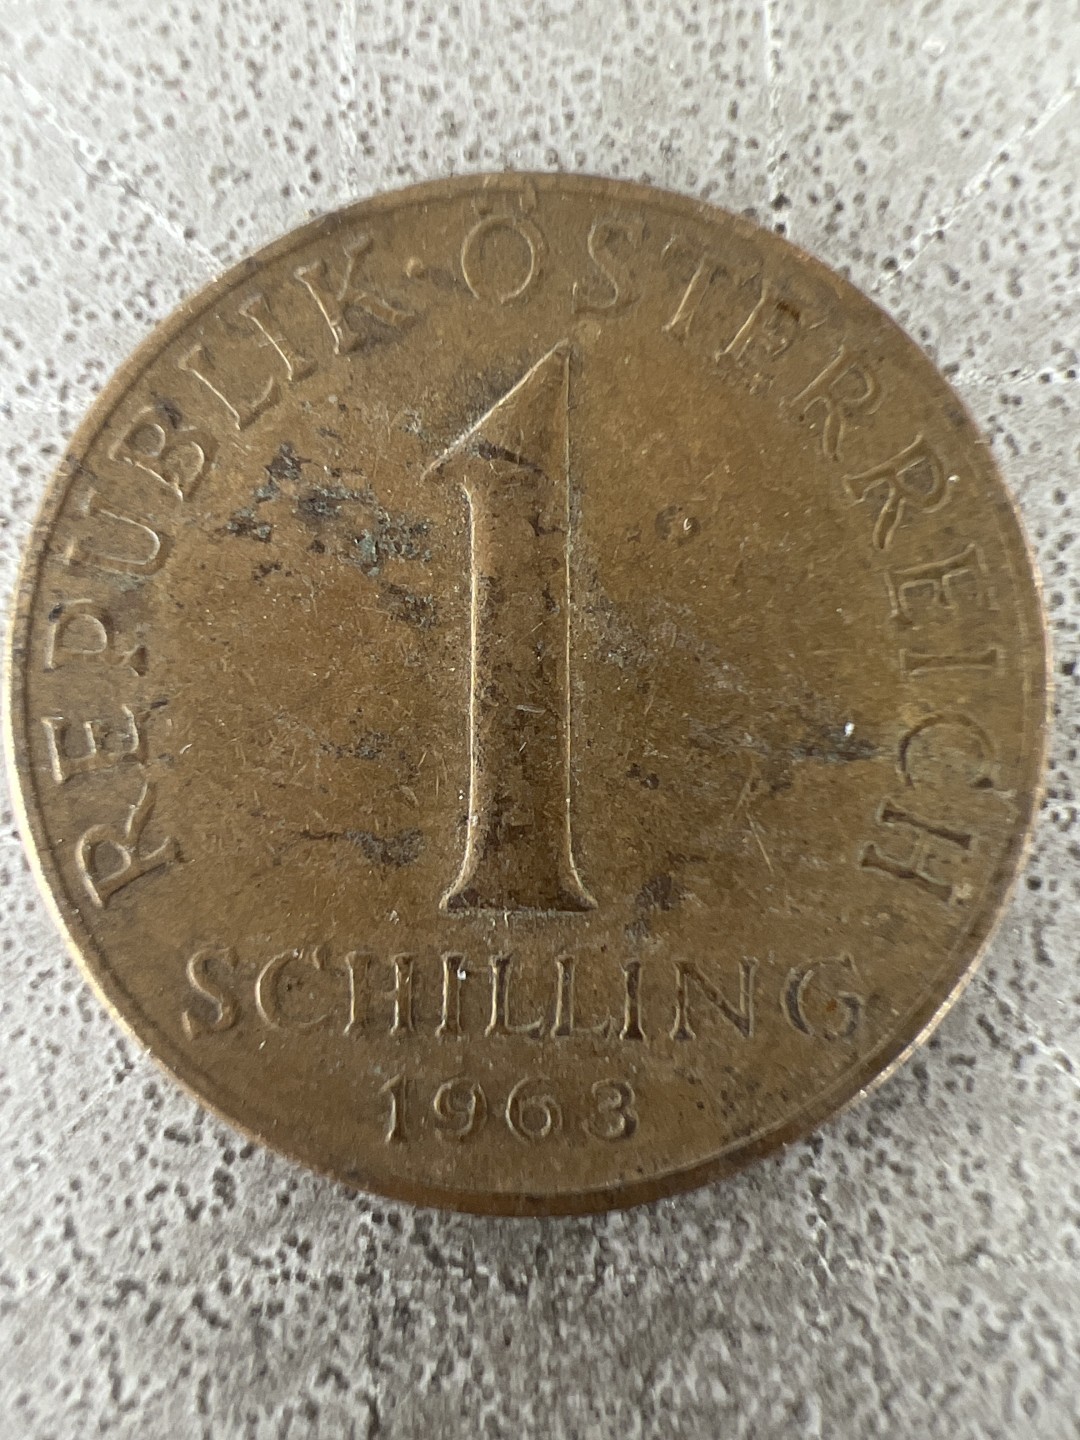 REPUBLIK · ÖSTERREICH
1
SCHILLING
1963